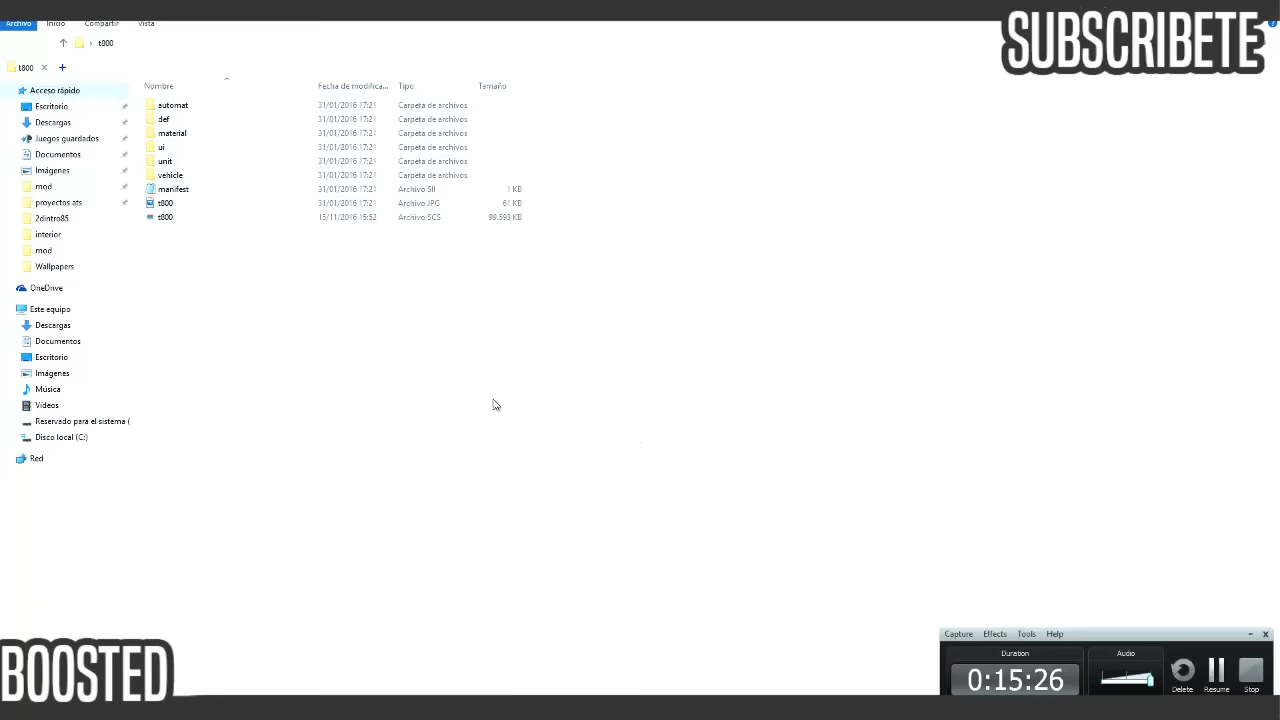 Archivo Inicio Compartir Vista
SUBSCRIBETE
› t800
t800
Nombre Fecha de modifica... Tipo Tamaño
Acceso rápido
Escritorio
Descargas
Juegos guardados
Documentos
Imágenes
mod
proyectos ats
2dintro85
interior
mod
Wallpapers
OneDrive
Este equipo
Descargas
Documentos
Escritorio
Imágenes
Música
Vídeos
Reservado para el sistema (
Disco local (C:)
Red
automat 31/01/2016 17:21 Carpeta de archivos
def 31/01/2016 17:21 Carpeta de archivos
material 31/01/2016 17:21 Carpeta de archivos
ui 31/01/2016 17:21 Carpeta de archivos
unit 31/01/2016 17:21 Carpeta de archivos
vehicle 31/01/2016 17:21 Carpeta de archivos
manifest 31/01/2016 17:21 Archivo SII 1 KB
t800 31/01/2016 17:21 Archivo JPG 61 KB
t800 15/11/2016 15:52 Archivo SCS 99.593 KB
BOOSTED
Capture Effects Tools Help
Duration Audio
0:15:26
Delete Resume Stop